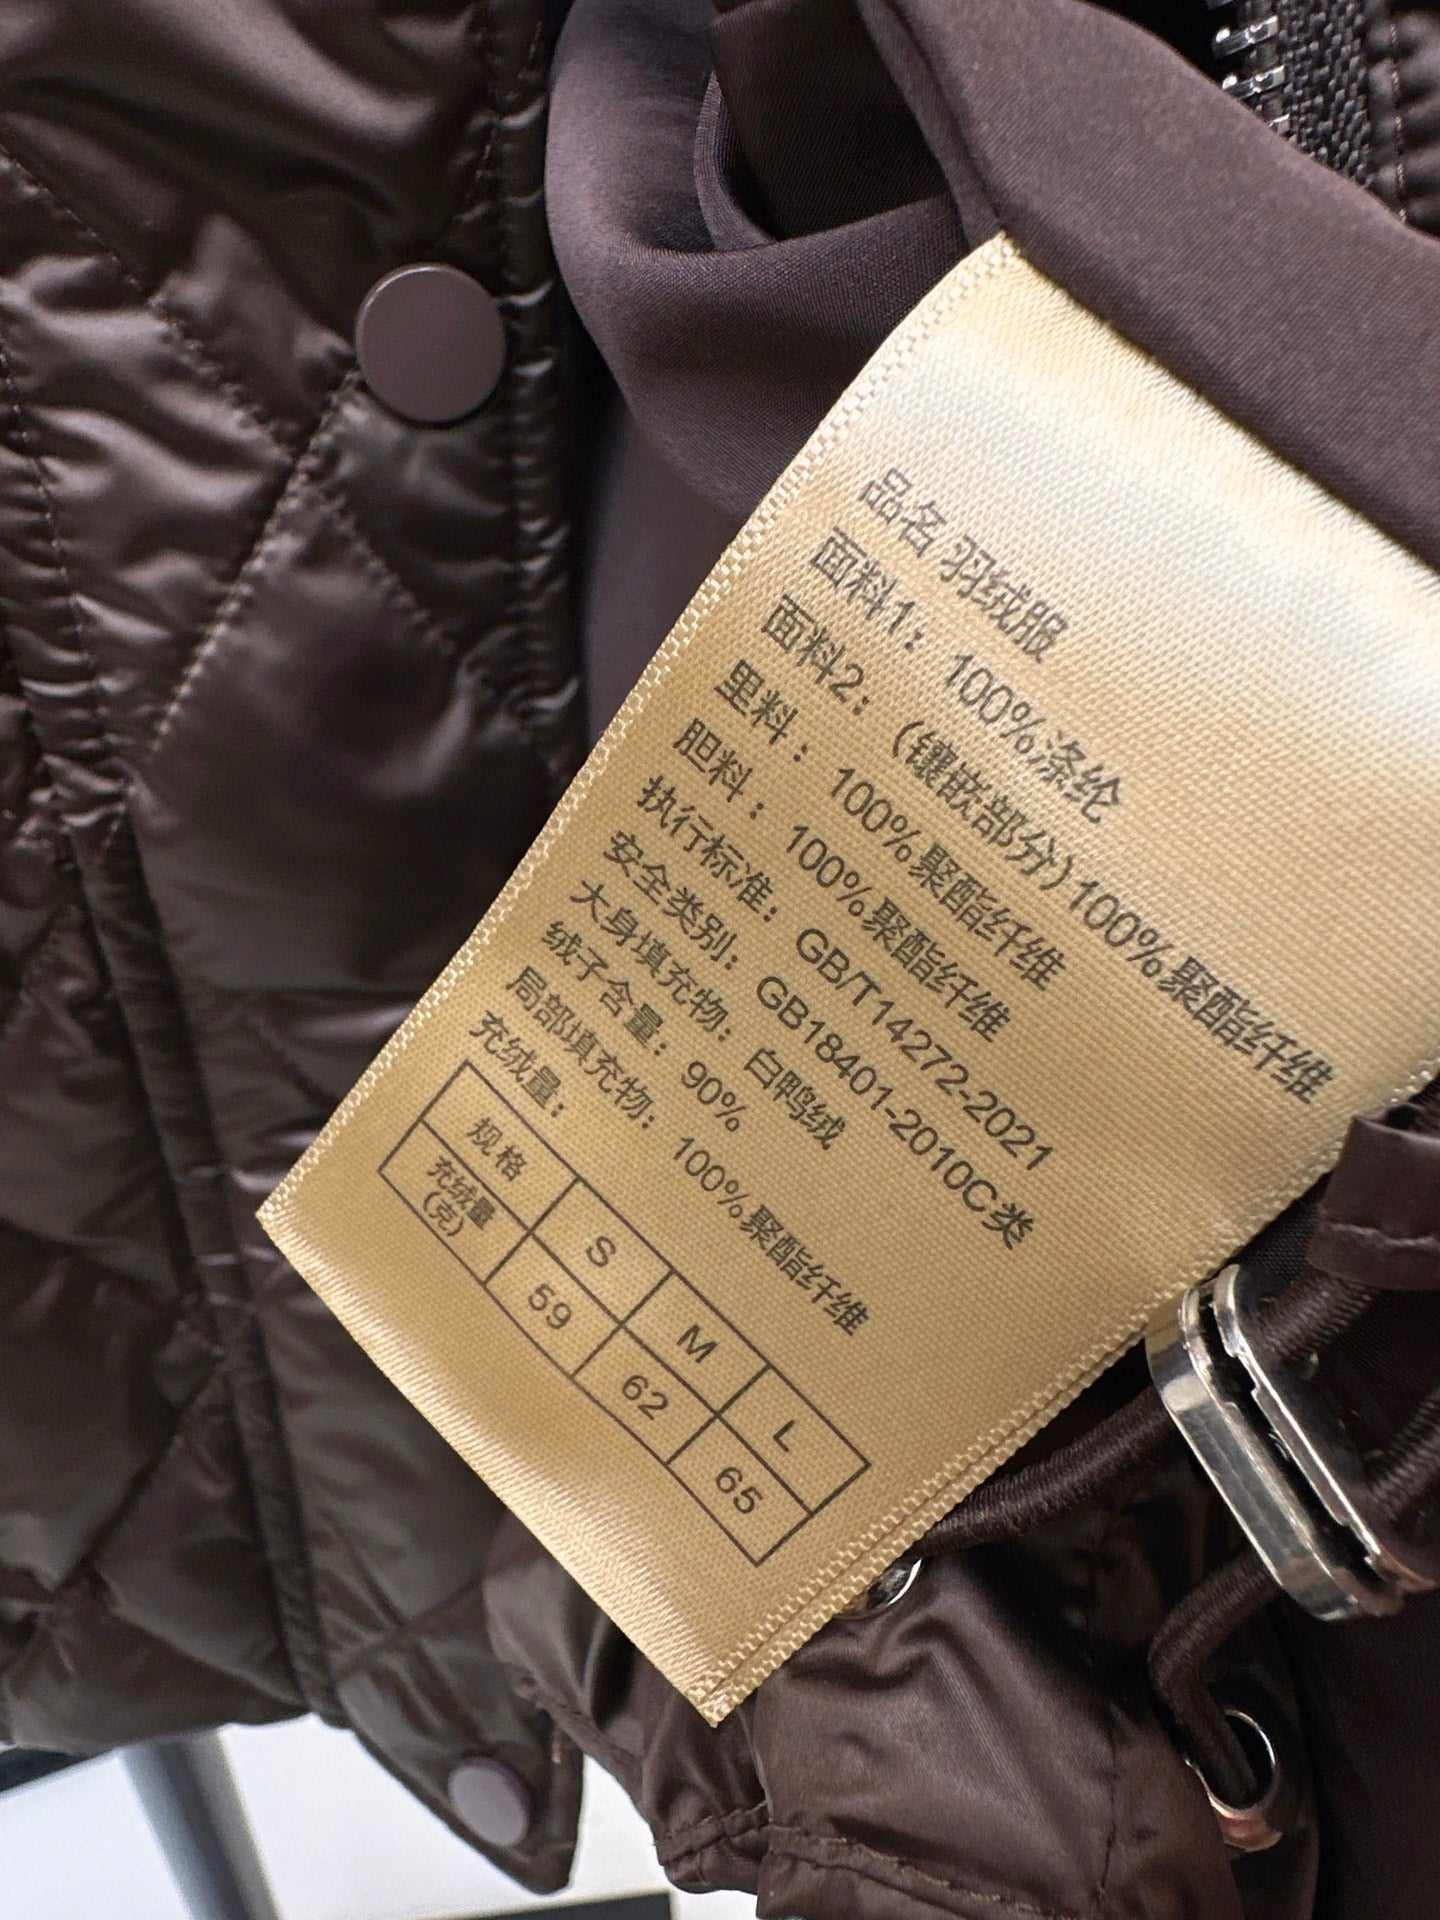 品名 羽绒服
面料1： 100%涤纶
面料2：（镶嵌部分）100%聚酯纤维
里料： 100%聚酯纤维
胆料： 100%聚酯纤维
执行标准： GB/T14272-2021
安全类别： GB18401-2010C类
大身填充物： 白鸭绒
绒子含量： 90%
局部填充物： 100%聚酯纤维
充绒量：
规格 S M L
充绒量(克) 59 62 65